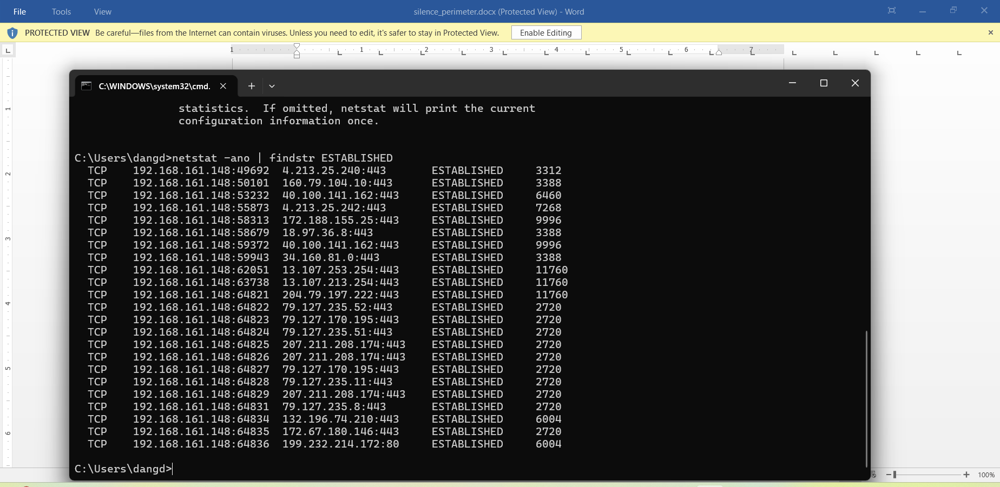 File Tools View silence_perimeter.docx (Protected View) - Word
PROTECTED VIEW Be careful—files from the Internet can contain viruses. Unless you need to edit, it's safer to stay in Protected View. Enable Editing
1 1 2 3 4 5 6 7
C:\WINDOWS\system32\cmd.
statistics. If omitted, netstat will print the current
configuration information once.
C:\Users\dangd>netstat -ano | findstr ESTABLISHED
TCP 192.168.161.148:49692 4.213.25.240:443 ESTABLISHED 3312
TCP 192.168.161.148:50101 160.79.104.10:443 ESTABLISHED 3388
TCP 192.168.161.148:53232 40.100.141.162:443 ESTABLISHED 6460
TCP 192.168.161.148:55873 4.213.25.242:443 ESTABLISHED 7268
TCP 192.168.161.148:58313 172.188.155.25:443 ESTABLISHED 9996
TCP 192.168.161.148:58679 18.97.36.8:443 ESTABLISHED 3388
TCP 192.168.161.148:59372 40.100.141.162:443 ESTABLISHED 9996
TCP 192.168.161.148:59943 34.160.81.0:443 ESTABLISHED 3388
TCP 192.168.161.148:62051 13.107.253.254:443 ESTABLISHED 11760
TCP 192.168.161.148:63738 13.107.213.254:443 ESTABLISHED 11760
TCP 192.168.161.148:64821 204.79.197.222:443 ESTABLISHED 11760
TCP 192.168.161.148:64822 79.127.235.52:443 ESTABLISHED 2720
TCP 192.168.161.148:64823 79.127.170.195:443 ESTABLISHED 2720
TCP 192.168.161.148:64824 79.127.235.51:443 ESTABLISHED 2720
TCP 192.168.161.148:64825 207.211.208.174:443 ESTABLISHED 2720
TCP 192.168.161.148:64826 207.211.208.174:443 ESTABLISHED 2720
TCP 192.168.161.148:64827 79.127.170.195:443 ESTABLISHED 2720
TCP 192.168.161.148:64828 79.127.235.11:443 ESTABLISHED 2720
TCP 192.168.161.148:64829 207.211.208.174:443 ESTABLISHED 2720
TCP 192.168.161.148:64831 79.127.235.8:443 ESTABLISHED 2720
TCP 192.168.161.148:64834 132.196.74.210:443 ESTABLISHED 6004
TCP 192.168.161.148:64835 172.67.180.146:443 ESTABLISHED 2720
TCP 192.168.161.148:64836 199.232.214.172:80 ESTABLISHED 6004
C:\Users\dangd>
1
2
3
4
5
6
100%